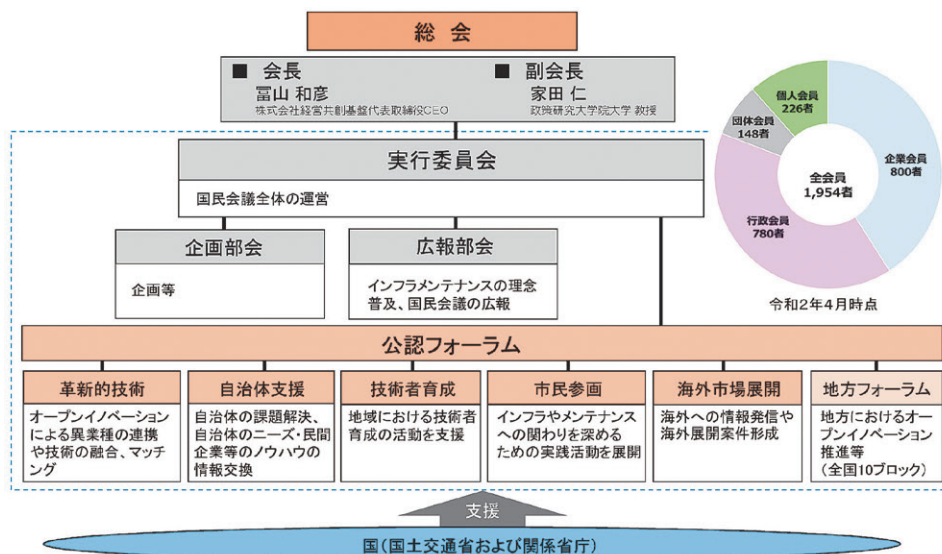 総 会
■ 会長
冨山 和彦
株式会社経営共創基盤代表取締役CEO
■ 副会長
家田 仁
政策研究大学院大学 教授
実行委員会
国民会議全体の運営
企画部会
企画等
広報部会
インフラメンテナンスの理念
普及、国民会議の広報
個人会員
226者
団体会員
148者
企業会員
800者
全会員
1,954者
行政会員
780者
令和2年4月時点
公認フォーラム
革新的技術
オープンイノベーション
による異業種の連携
や技術の融合、マッチ
ング
自治体支援
自治体の課題解決、
自治体のニーズ・民間
企業等のノウハウの
情報交換
技術者育成
地域における技術者
育成の活動を支援
市民参画
インフラやメンテナンス
への関わりを深める
ための実践活動を展開
海外市場展開
海外への情報発信や
海外展開案件形成
地方フォーラム
地方におけるオー
プンイノベーション
推進等
(全国10ブロック)
支援
国(国土交通省および関係省庁)